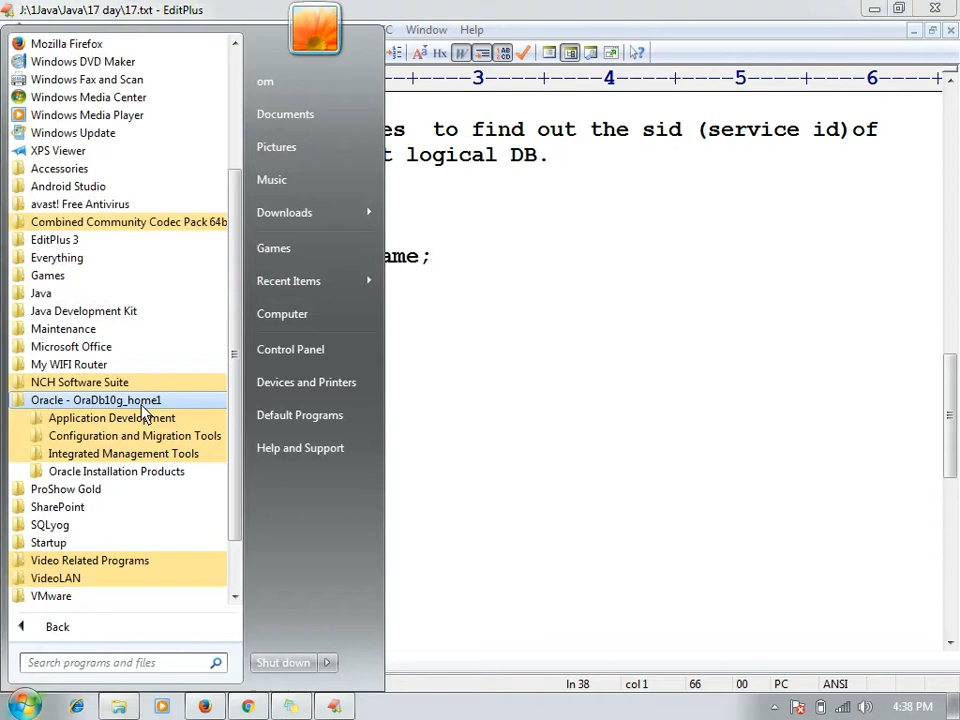 J:\1Java\Java\17 day\17.txt - EditPlus
Window Help
Hx W
3 4 5 6
es to find out the sid (service id)of
t logical DB.
ame;
Mozilla Firefox
Windows DVD Maker
Windows Fax and Scan
Windows Media Center
Windows Media Player
Windows Update
XPS Viewer
Accessories
Android Studio
avast! Free Antivirus
Combined Community Codec Pack 64b
EditPlus 3
Everything
Games
Java
Java Development Kit
Maintenance
Microsoft Office
My WIFI Router
NCH Software Suite
Oracle - OraDb10g_home1
Application Development
Configuration and Migration Tools
Integrated Management Tools
Oracle Installation Products
ProShow Gold
SharePoint
SQLyog
Startup
Video Related Programs
VideoLAN
VMware
Back
Search programs and files
om
Documents
Pictures
Music
Downloads
Games
Recent Items
Computer
Control Panel
Devices and Printers
Default Programs
Help and Support
Shut down
ln 38 col 1 66 00 PC ANSI
4:38 PM